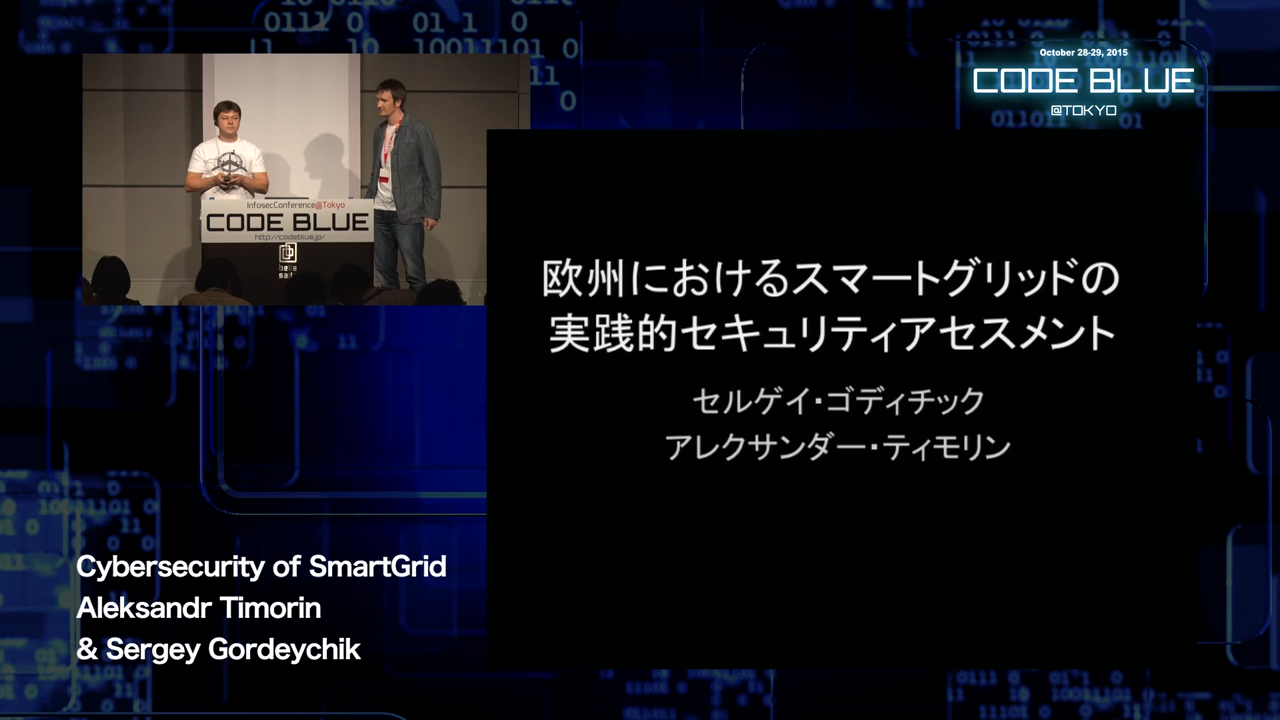 October 28-29, 2015
CODE BLUE
@TOKYO
InfosecConference@Tokyo
CODE BLUE
http://codeblue.jp/
欧州におけるスマートグリッドの
実践的セキュリティアセスメント
セルゲイ・ゴディチック
アレクサンダー・ティモリン
Cybersecurity of SmartGrid
Aleksandr Timorin
& Sergey Gordeychik